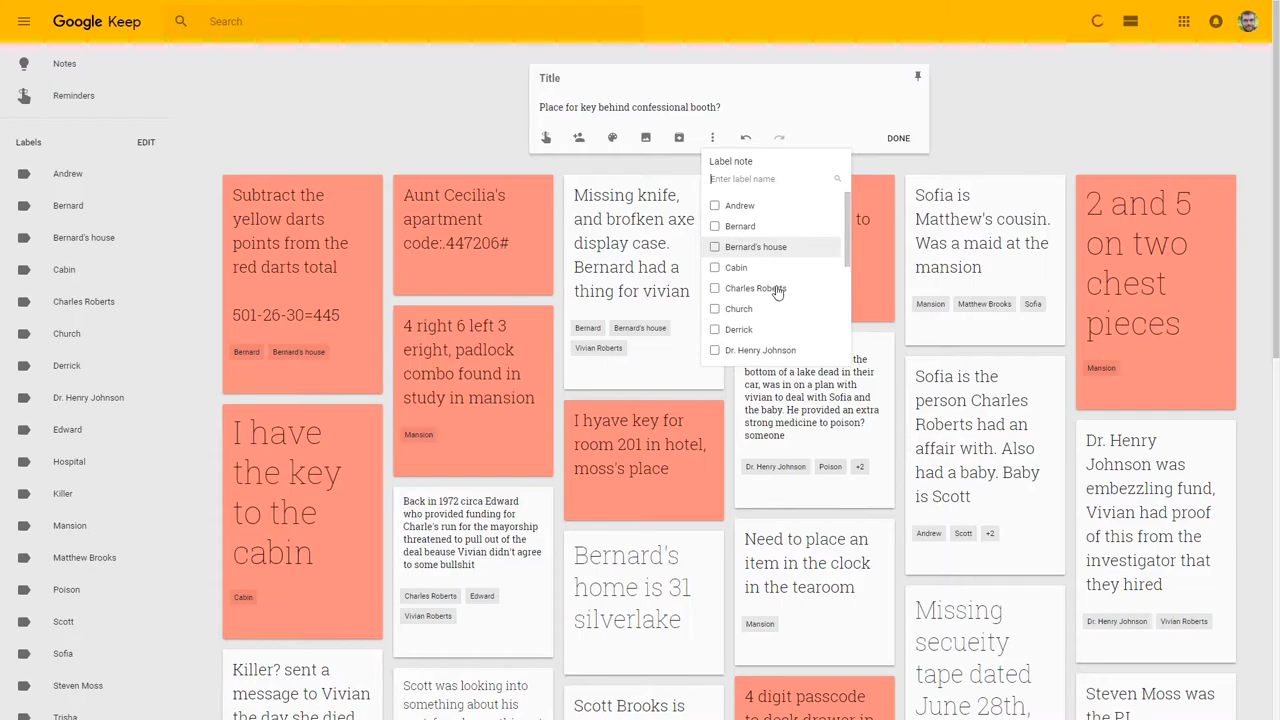 Google Keep
Search
Notes
Reminders
Labels
EDIT
Andrew
Bernard
Bernard's house
Cabin
Charles Roberts
Church
Derrick
Dr. Henry Johnson
Edward
Hospital
Killer
Mansion
Matthew Brooks
Poison
Scott
Sofia
Steven Moss
Trisha
Title
Place for key behind confessional booth?
DONE
Label note
Enter label name
Andrew
Bernard
Bernard's house
Cabin
Charles Roberts
Church
Derrick
Dr. Henry Johnson
Subtract the
yellow darts
points from the
red darts total
501-26-30=445
Bernard
Bernard's house
I have
the key
to the
cabin
Cabin
Killer? sent a
message to Vivian
the day she died
Aunt Cecilia's
apartment
code:.447206#
4 right 6 left 3
eright, padlock
combo found in
study in mansion
Mansion
Back in 1972 circa Edward
who provided funding for
Charle's run for the mayorship
threatened to pull out of the
deal beause Vivian didn't agree
to some bullshit
Charles Roberts
Edward
Vivian Roberts
Scott was looking into
something about his
Missing knife,
and brofken axe
display case.
Bernard had a
thing for vivian
Bernard
Bernard's house
Vivian Roberts
I hyave key for
room 201 in hotel,
moss's place
Bernard's
home is 31
silverlake
Scott Brooks is
to
bottom of a lake dead in their
car, was in on a plan with
vivian to deal with Sofia and
the baby. He provided an extra
strong medicine to poison?
someone
Dr. Henry Johnson
Poison
+2
Need to place an
item in the clock
in the tearoom
Mansion
4 digit passcode
to desk drawer in
Sofia is
Matthew's cousin.
Was a maid at the
mansion
Mansion
Matthew Brooks
Sofia
Sofia is the
person Charles
Roberts had an
affair with. Also
had a baby. Baby
is Scott
Andrew
Scott
+2
Missing
secueity
tape dated
June 28th,
2 and 5
on two
chest
pieces
Mansion
Dr. Henry
Johnson was
embezzling fund,
Vivian had proof
of this from the
investigator that
they hired
Dr. Henry Johnson
Vivian Roberts
Steven Moss was
the P.I.